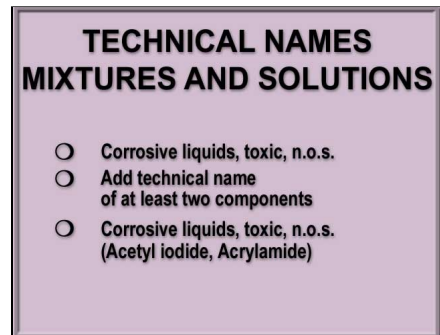 TECHNICAL NAMES
MIXTURES AND SOLUTIONS
Corrosive liquids, toxic, n.o.s.
Add technical name
of at least two components
Corrosive liquids, toxic, n.o.s.
(Acetyl iodide, Acrylamide)